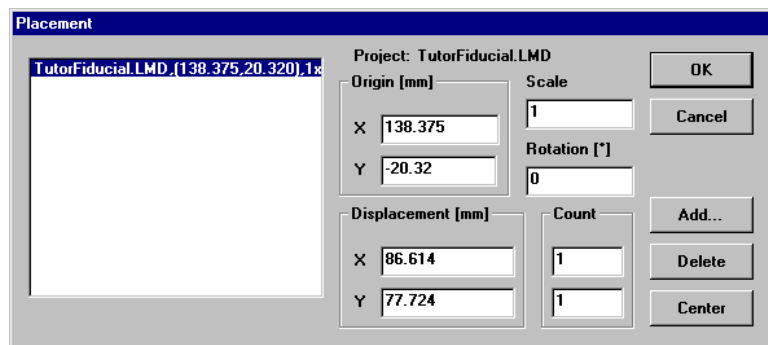 Placement
TutorFiducial.LMD,(138.375,20.320),1x
Project: TutorFiducial.LMD
Origin [mm]
X 138.375
Y -20.32
Scale
1
Rotation [°]
0
Displacement [mm]
X 86.614
Y 77.724
Count
1
1
OK
Cancel
Add...
Delete
Center